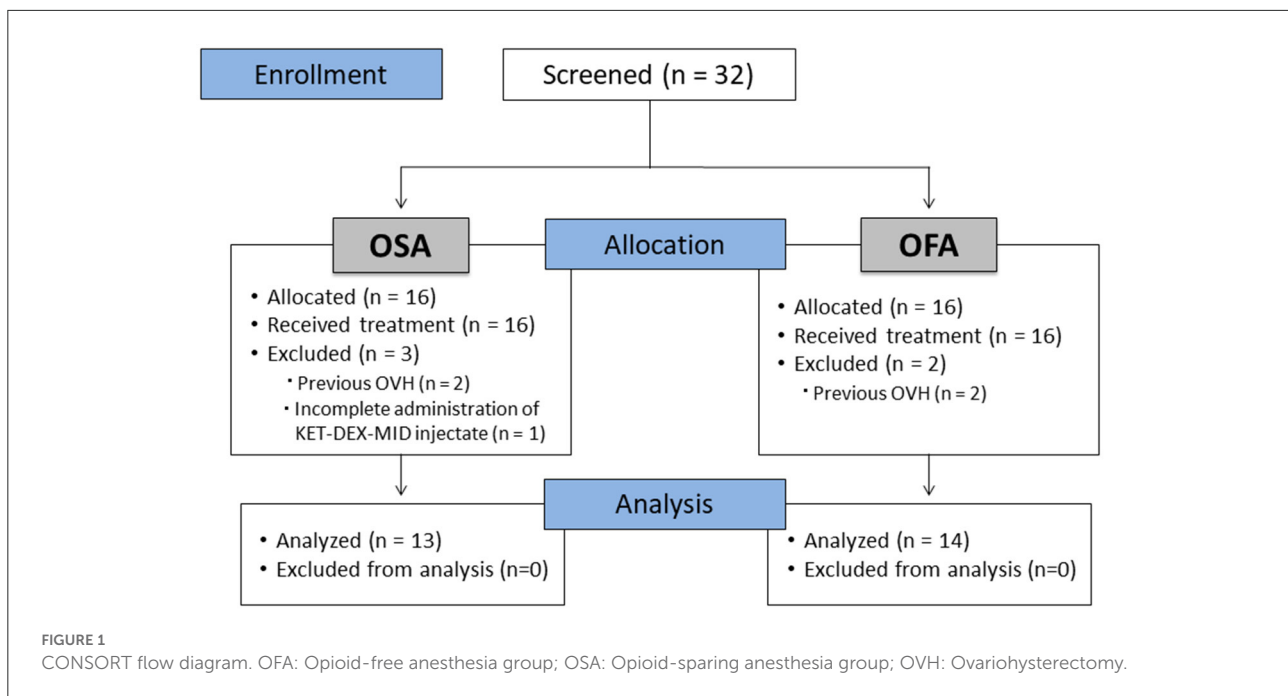 Enrollment
Screened (n = 32)
OSA
Allocation
OFA
• Allocated (n = 16)
• Received treatment (n = 16)
• Excluded (n = 3)
▪ Previous OVH (n = 2)
▪ Incomplete administration of
KET-DEX-MID injectate (n = 1)
• Allocated (n = 16)
• Received treatment (n = 16)
• Excluded (n = 2)
▪ Previous OVH (n = 2)
Analysis
• Analyzed (n = 13)
• Excluded from analysis (n=0)
• Analyzed (n = 14)
• Excluded from analysis (n=0)
FIGURE 1
CONSORT flow diagram. OFA: Opioid-free anesthesia group; OSA: Opioid-sparing anesthesia group; OVH: Ovariohysterectomy.